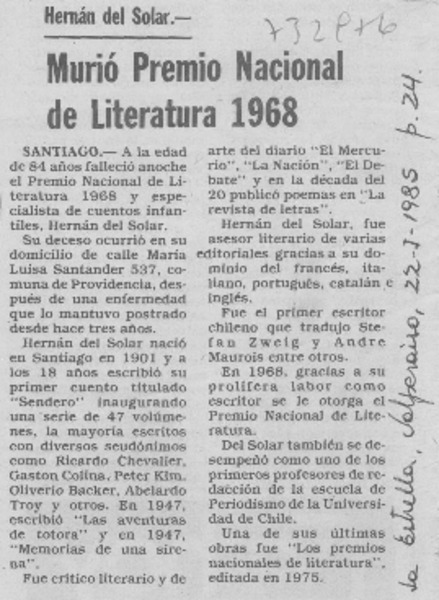 Hernán del Solar.—
732976
Murió Premio Nacional
de Literatura 1968
SANTIAGO.— A la edad
de 84 años falleció anoche
el Premio Nacional de Li-
teratura 1968 y espe-
cialista de cuentos infan-
tiles, Hernán del Solar.
Su deceso ocurrió en su
domicilio de calle María
Luisa Santander 537, co-
muna de Providencia, des-
pués de una enfermedad
que lo mantuvo postrado
desde hace tres años.
Hernán del Solar nació
en Santiago en 1901 y a
los 18 años escribió su
primer cuento titulado
"Sendero" inaugurando
una serie de 47 volúme-
nes, la mayoría escritos
con diversos seudónimos
como Ricardo Chevalier,
Gaston Colina, Peter Kim,
Oliverio Backer, Abelardo
Troy y otros. En 1947,
escribió "Las aventuras
de totora" y en 1947,
"Memorias de una sire-
na".
Fue crítico literario y de
arte del diario "El Mercu-
rio", "La Nación", "El De-
bate" y en la década del
20 publicó poemas en "La
revista de letras".
Hernán del Solar, fue
asesor literario de varias
editoriales gracias a su do-
minio del francés, ita-
liano, portugués, catalán e
inglés.
Fue el primer escritor
chileno que tradujo Ste-
fan Zweig y Andre
Maurois entre otros.
En 1968, gracias a su
prolífera labor como
escritor se le otorga el
Premio Nacional de Lite-
ratura.
Del Solar también se de-
sempeñó como uno de los
primeros profesores de re-
dacción de la escuela de
Periodismo de la Universi-
dad de Chile.
Una de sus últimas
obras fue "Los premios
nacionales de literatura",
editada en 1975.
La Estrella, Valparaíso, 22-I-1985 p. 24.